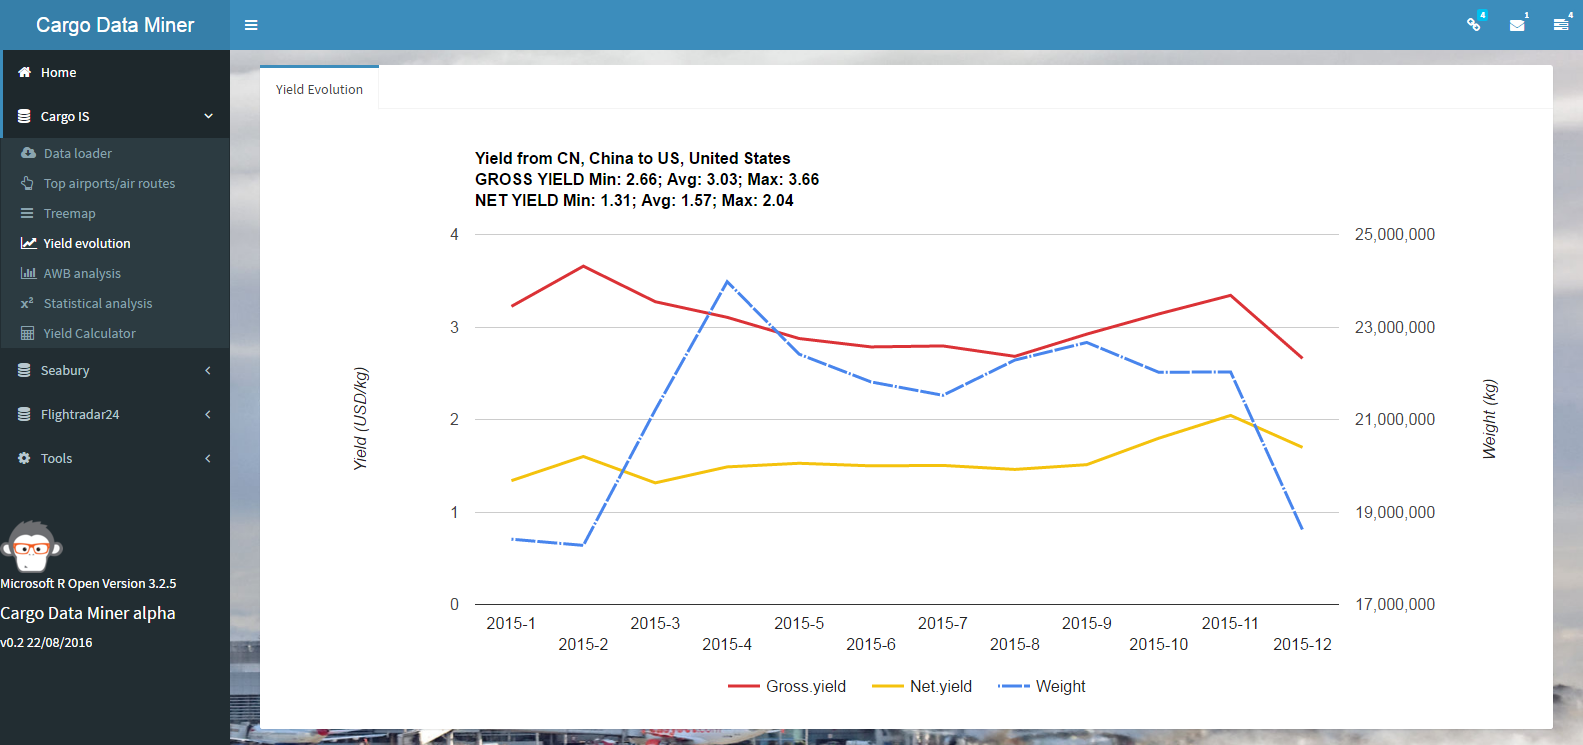 Cargo Data Miner
4
1
4
Home
Cargo IS
Data loader
Top airports/air routes
Treemap
Yield evolution
AWB analysis
x² Statistical analysis
Yield Calculator
Seabury
Flightradar24
Tools
Microsoft R Open Version 3.2.5
Cargo Data Miner alpha
v0.2 22/08/2016
Yield Evolution
Yield from CN, China to US, United States
GROSS YIELD Min: 2.66; Avg: 3.03; Max: 3.66
NET YIELD Min: 1.31; Avg: 1.57; Max: 2.04
4
3
2
1
0
Yield (USD/kg)
25,000,000
23,000,000
21,000,000
19,000,000
17,000,000
Weight (kg)
2015-1
2015-2
2015-3
2015-4
2015-5
2015-6
2015-7
2015-8
2015-9
2015-10
2015-11
2015-12
Gross.yield
Net.yield
Weight